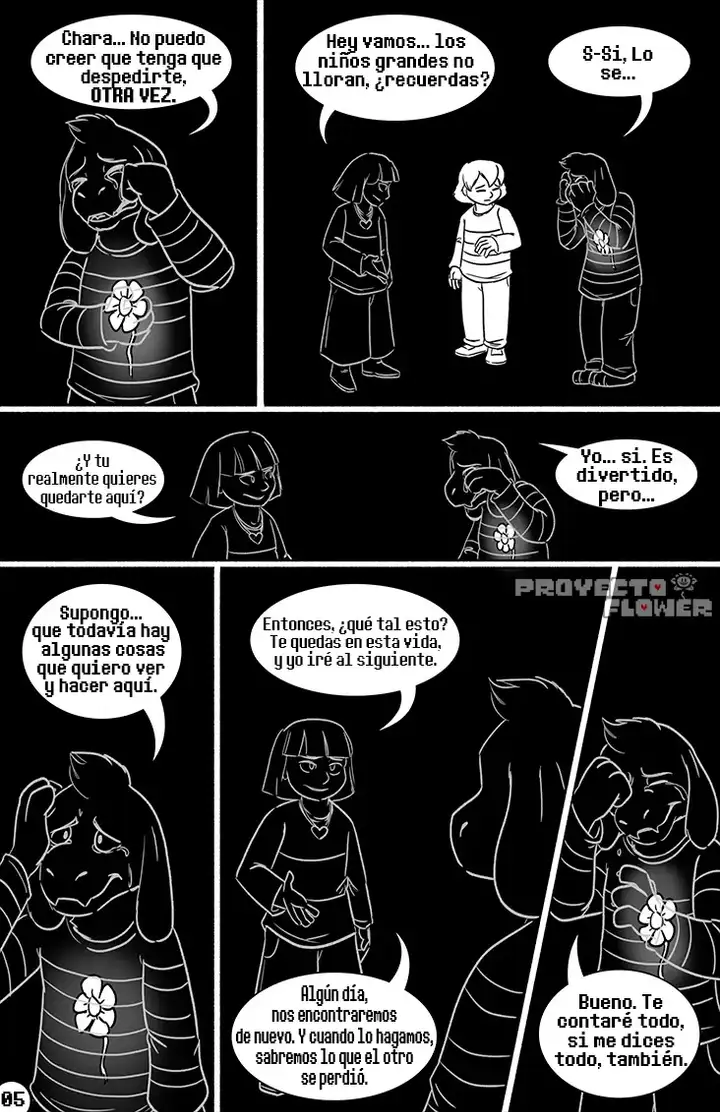 Chara... No puedo
creer que tenga que
despedirte,
OTRA VEZ.
Hey vamos... los
niños grandes no
lloran, ¿recuerdas?
S-Si, Lo
se...
¿Y tu
realmente quieres
quedarte aquí?
Yo... si. Es
divertido,
pero...
PROYECTO
FLOWER
Supongo...
que todavía hay
algunas cosas
que quiero ver
y hacer aquí.
Entonces, ¿qué tal esto?
Te quedas en esta vida,
y yo iré al siguiente.
Algún día,
nos encontraremos
de nuevo. Y cuando lo hagamos,
sabremos lo que el otro
se perdió.
Bueno. Te
contaré todo,
si me dices
todo, también.
05